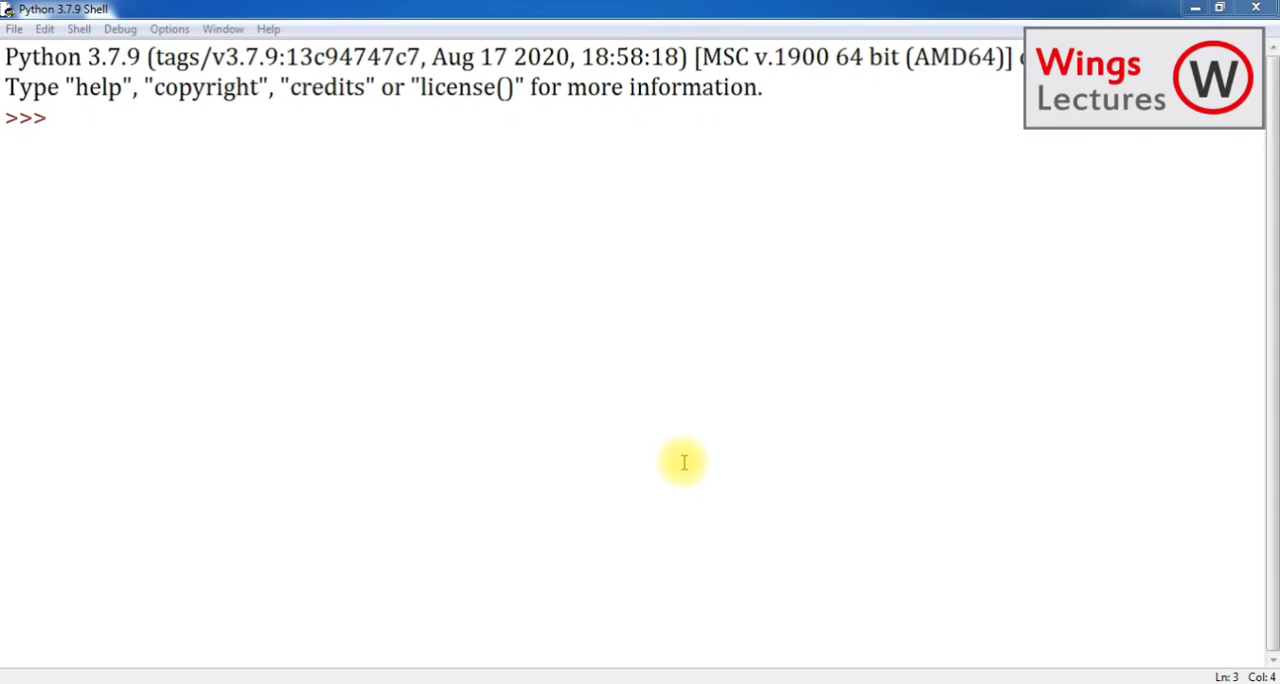 Python 3.7.9 Shell
File Edit Shell Debug Options Window Help
Python 3.7.9 (tags/v3.7.9:13c94747c7, Aug 17 2020, 18:58:18) [MSC v.1900 64 bit (AMD64)]
Type "help", "copyright", "credits" or "license()" for more information.
>>>
Wings
Lectures
W
Ln: 3 Col: 4